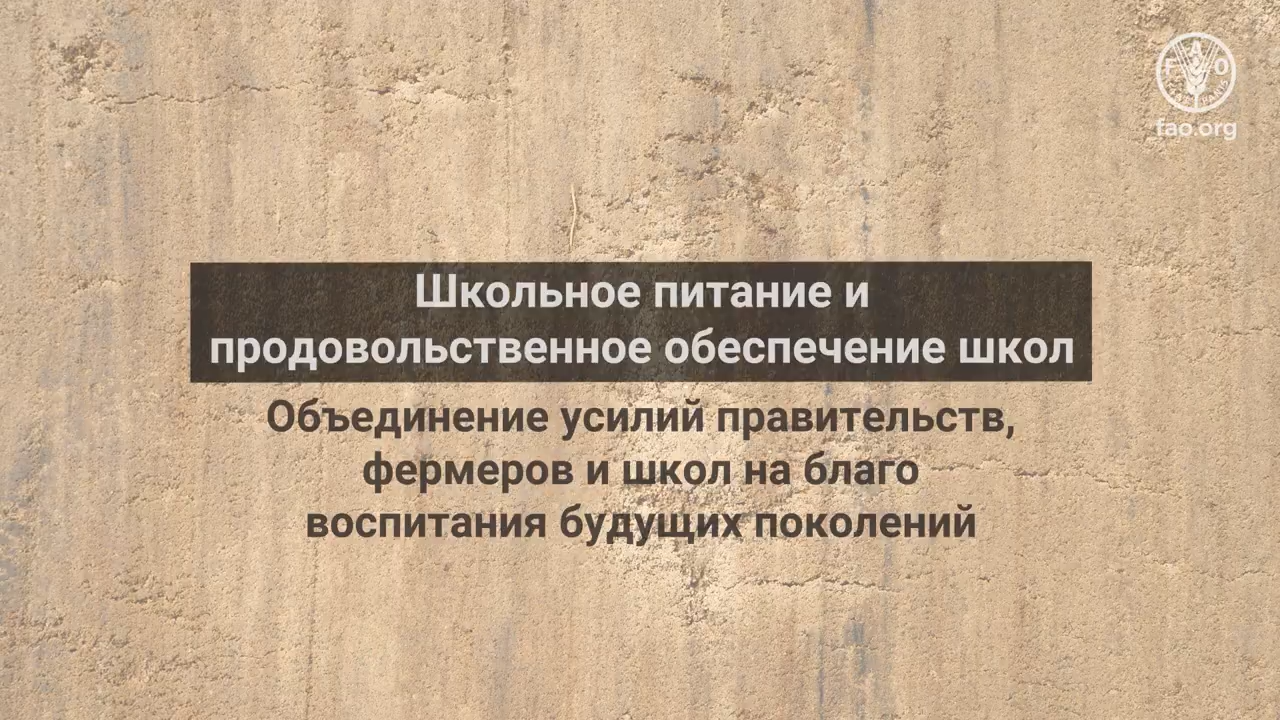 FAO
fao.org
Школьное питание и
продовольственное обеспечение школ
Объединение усилий правительств,
фермеров и школ на благо
воспитания будущих поколений